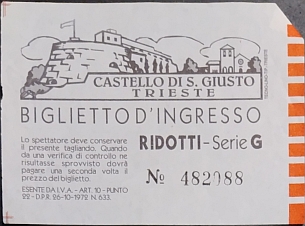 CASTELLO DI S. GIUSTO
TRIESTE
BIGLIETTO D'INGRESSO
Lo spettatore deve conservare
il presente tagliando. Quando
da una verifica di controllo ne
risultasse sprovvisto dovrà
pagare una seconda volta il
prezzo del biglietto.
ESENTE DA I.V.A. - ART. 10 - PUNTO
22 - D.P.R. 26-10-1972 N. 633.
RIDOTTI - Serie G
№ 482988